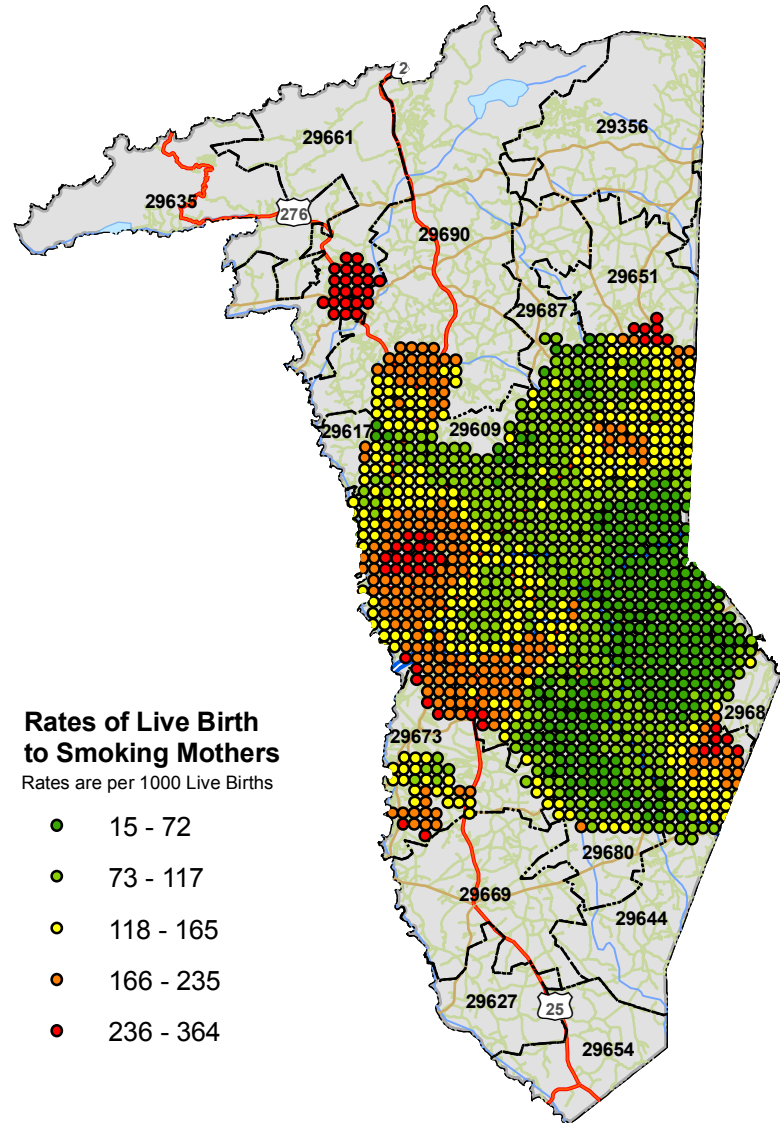 2
29661
29356
29635
276
29690
29651
29687
29617
29609
2968
Rates of Live Birth
to Smoking Mothers
Rates are per 1000 Live Births
29673
15 - 72
73 - 117
118 - 165
166 - 235
236 - 364
29680
29669
29644
29627
25
29654